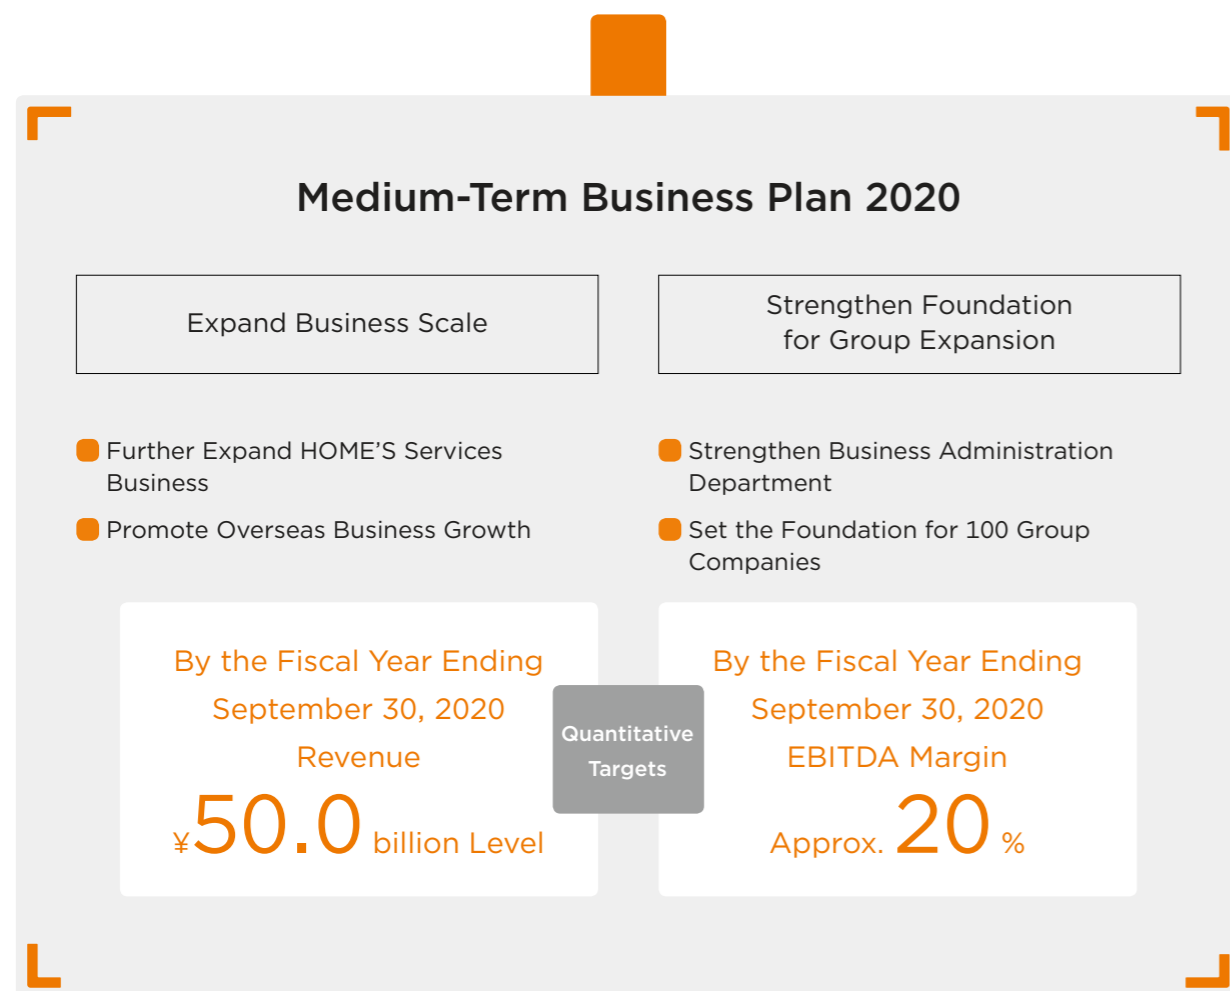 Medium-Term Business Plan 2020
Expand Business Scale
Strengthen Foundation
for Group Expansion
Further Expand HOME'S Services
Business
Promote Overseas Business Growth
Strengthen Business Administration
Department
Set the Foundation for 100 Group
Companies
By the Fiscal Year Ending
September 30, 2020
Revenue
¥50.0 billion Level
Quantitative
Targets
By the Fiscal Year Ending
September 30, 2020
EBITDA Margin
Approx. 20 %